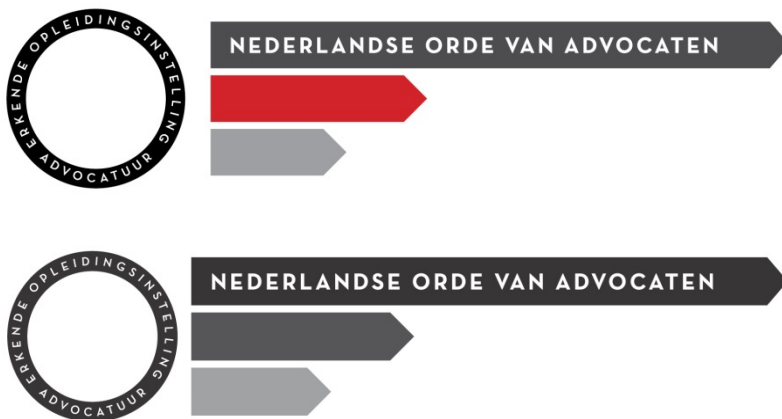 ERKENDE OPLEIDINGSINSTELLING
ADVOCATUUR
NEDERLANDSE ORDE VAN ADVOCATEN
ERKENDE OPLEIDINGSINSTELLING
ADVOCATUUR
NEDERLANDSE ORDE VAN ADVOCATEN